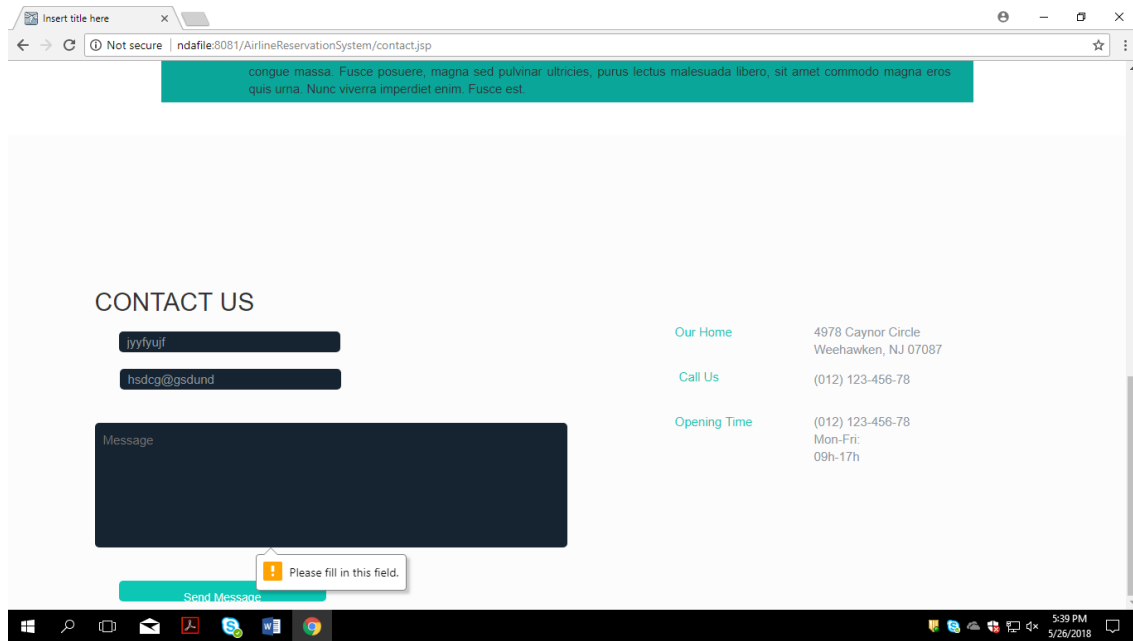 Insert title here
Not secure | ndafile:8081/AirlineReservationSystem/contact.jsp
congue massa. Fusce posuere, magna sed pulvinar ultricies, purus lectus malesuada libero, sit amet commodo magna eros
quis urna. Nunc viverra imperdiet enim. Fusce est.
CONTACT US
jyyfyujf
hsdcg@gsdund
Message
Please fill in this field.
Send Message
Our Home
4978 Caynor Circle
Weehawken, NJ 07087
Call Us
(012) 123-456-78
Opening Time
(012) 123-456-78
Mon-Fri:
09h-17h
5:39 PM
5/26/2018